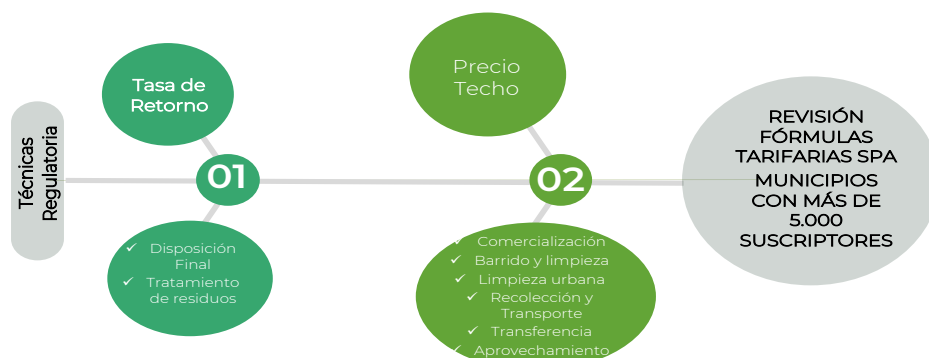 Técnicas
Regulatoria
Tasa de
Retorno
01
✓ Disposición
Final
✓ Tratamiento
de residuos
Precio
Techo
02
✓ Comercialización
✓ Barrido y limpieza
✓ Limpieza urbana
✓ Recolección y
Transporte
✓ Transferencia
✓ Aprovechamiento
REVISIÓN
FÓRMULAS
TARIFARIAS SPA
MUNICIPIOS
CON MÁS DE
5.000
SUSCRIPTORES